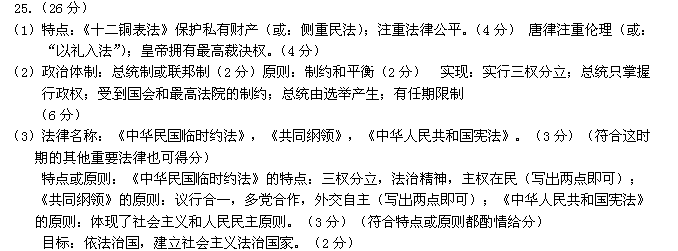 25.（26分）
（1）特点：《十二铜表法》保护私有财产（或：侧重民法）；注重法律公平。（4分） 唐律注重伦理（或：
“以礼入法”）；皇帝拥有最高裁决权。（4分）
（2）政治体制：总统制或联邦制（2分）原则：制约和平衡（2分） 实现：实行三权分立；总统只掌握
行政权；受到国会和最高法院的制约；总统由选举产生；有任期限制
（6分）
（3）法律名称：《中华民国临时约法》，《共同纲领》，《中华人民共和国宪法》。（3分）（符合这时
期的其他重要法律也可得分）
特点或原则：《中华民国临时约法》的特点：三权分立，法治精神，主权在民（写出两点即可）；
《共同纲领》的原则：议行合一，多党合作，外交自主（写出两点即可）；《中华人民共和国宪法》
的原则：体现了社会主义和人民民主原则。（3分）（符合特点或原则都酌情给分）
目标：依法治国，建立社会主义法治国家。（2分）